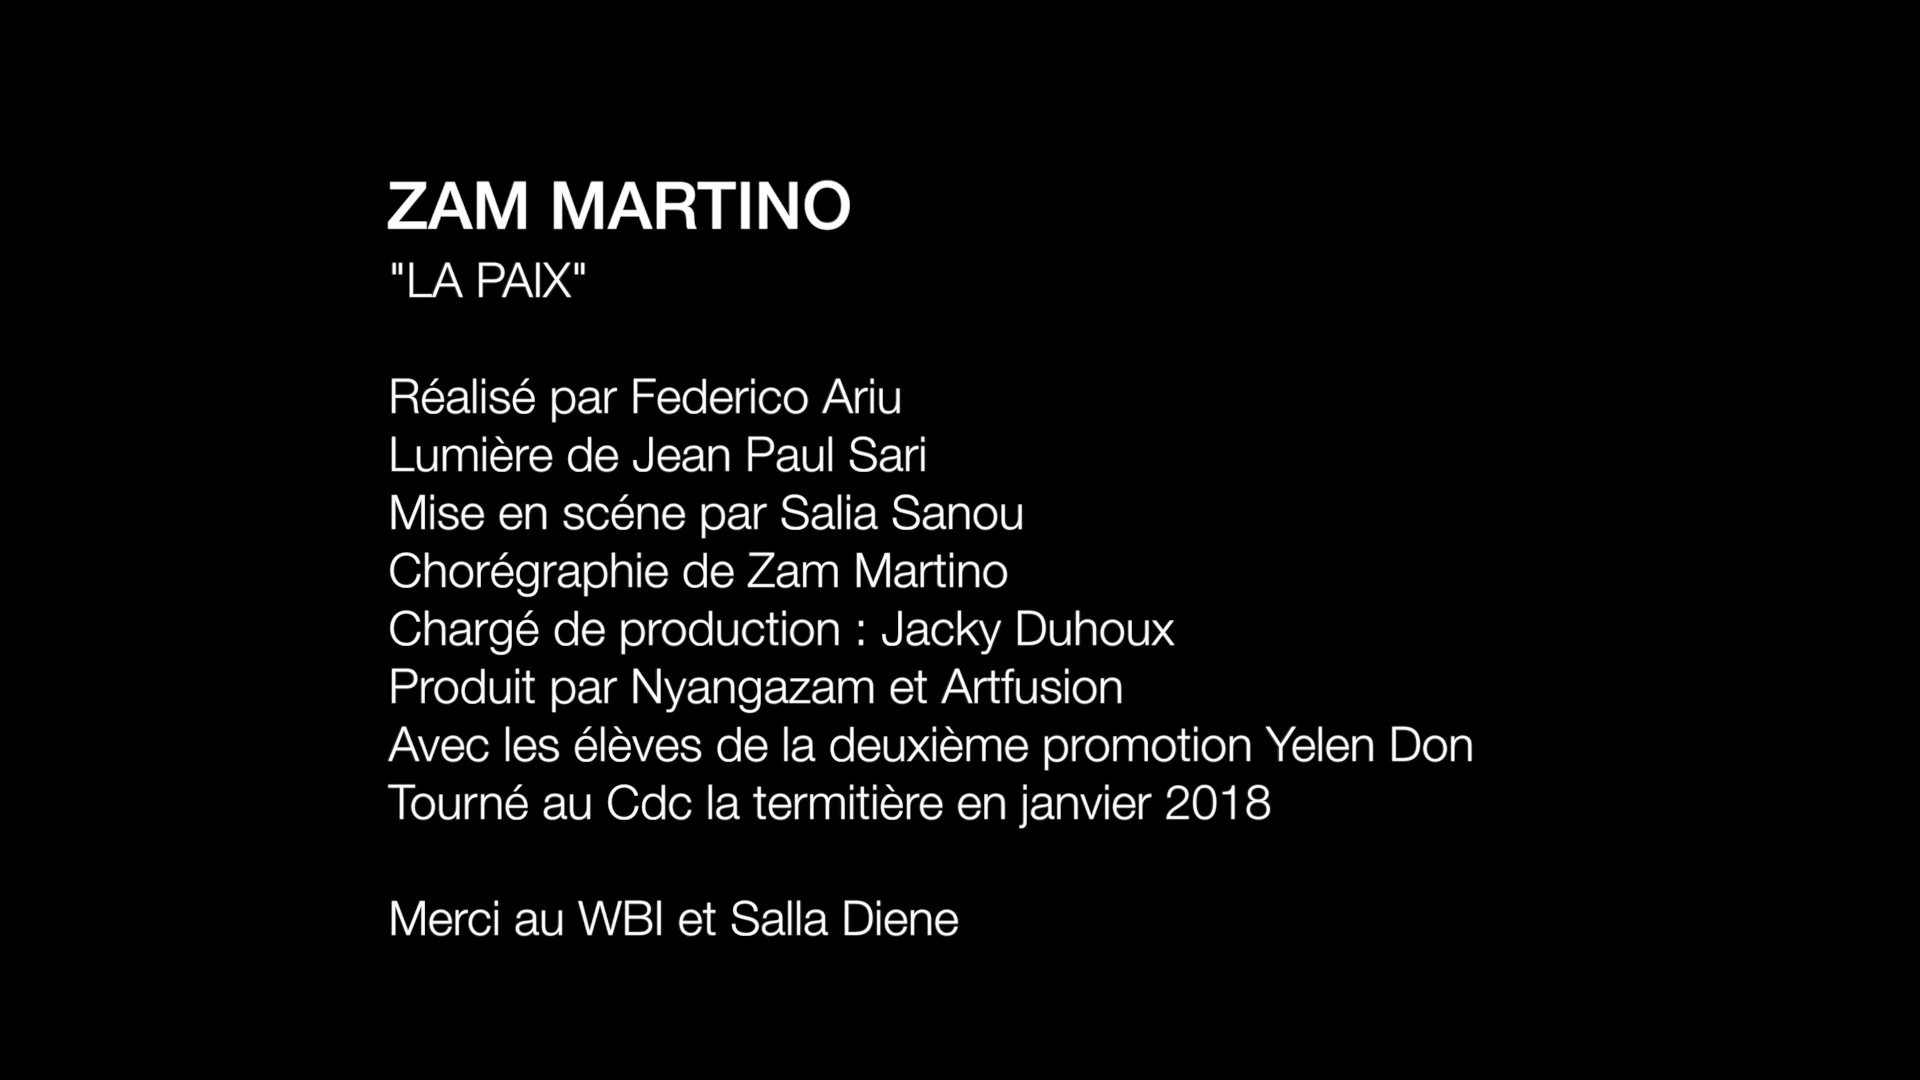 ZAM MARTINO
"LA PAIX"
Réalisé par Federico Ariu
Lumière de Jean Paul Sari
Mise en scéne par Salia Sanou
Chorégraphie de Zam Martino
Chargé de production : Jacky Duhoux
Produit par Nyangazam et Artfusion
Avec les élèves de la deuxième promotion Yelen Don
Tourné au Cdc la termitière en janvier 2018
Merci au WBI et Salla Diene